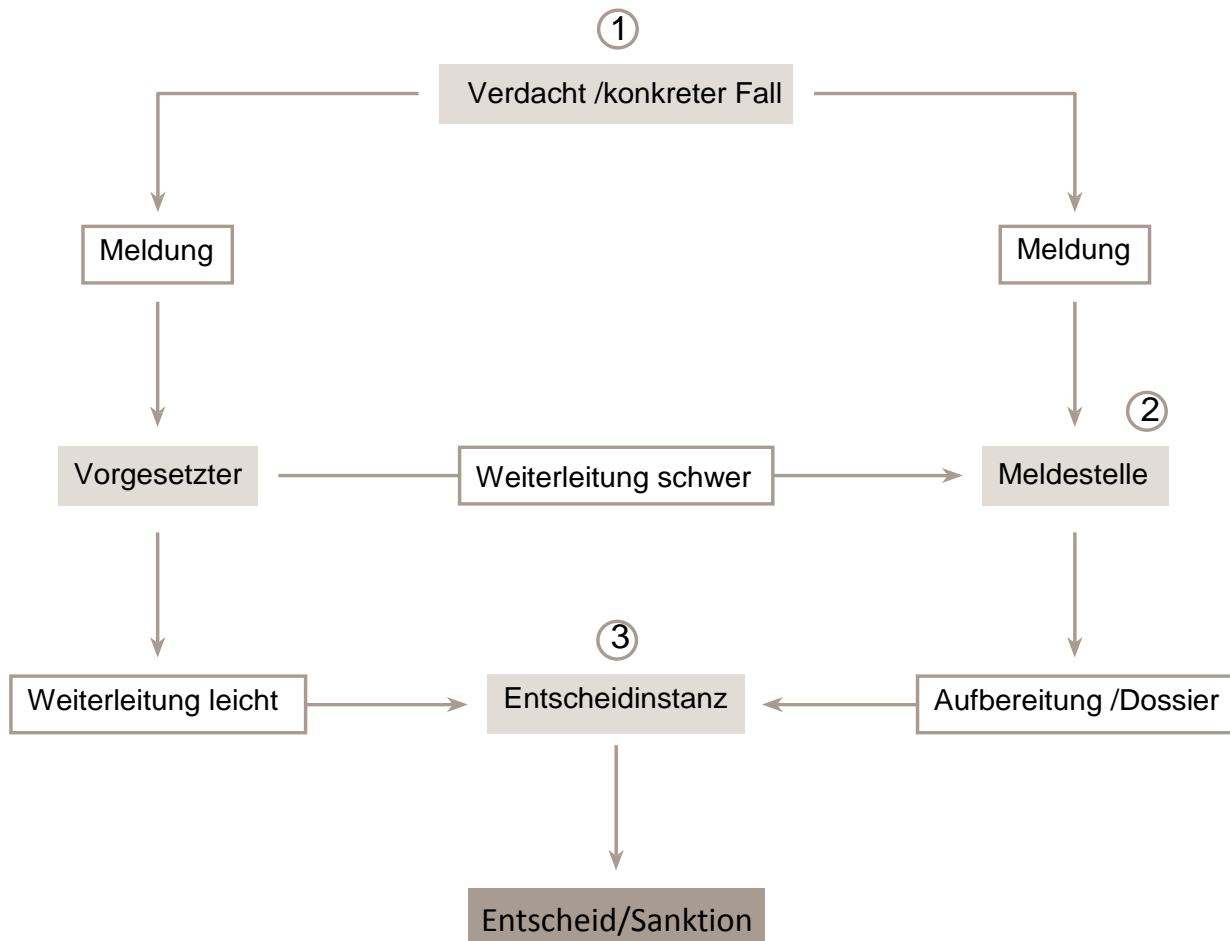 1
Verdacht /konkreter Fall
Meldung
Meldung
2
Vorgesetzter
Weiterleitung schwer
Meldestelle
3
Weiterleitung leicht
Entscheidinstanz
Aufbereitung /Dossier
Entscheid/Sanktion